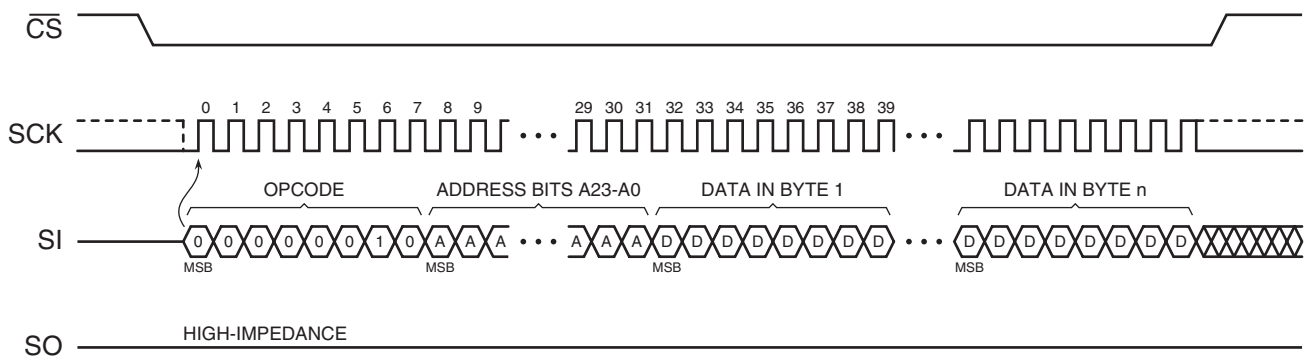 CS
0 1 2 3 4 5 6 7 8 9 29 30 31 32 33 34 35 36 37 38 39
SCK • • • • • •
OPCODE ADDRESS BITS A23-A0 DATA IN BYTE 1 DATA IN BYTE n
SI 0 0 0 0 0 0 1 0 A A A • • • A A A D D D D D D D D • • • D D D D D D D D
MSB MSB MSB MSB
HIGH-IMPEDANCE
SO